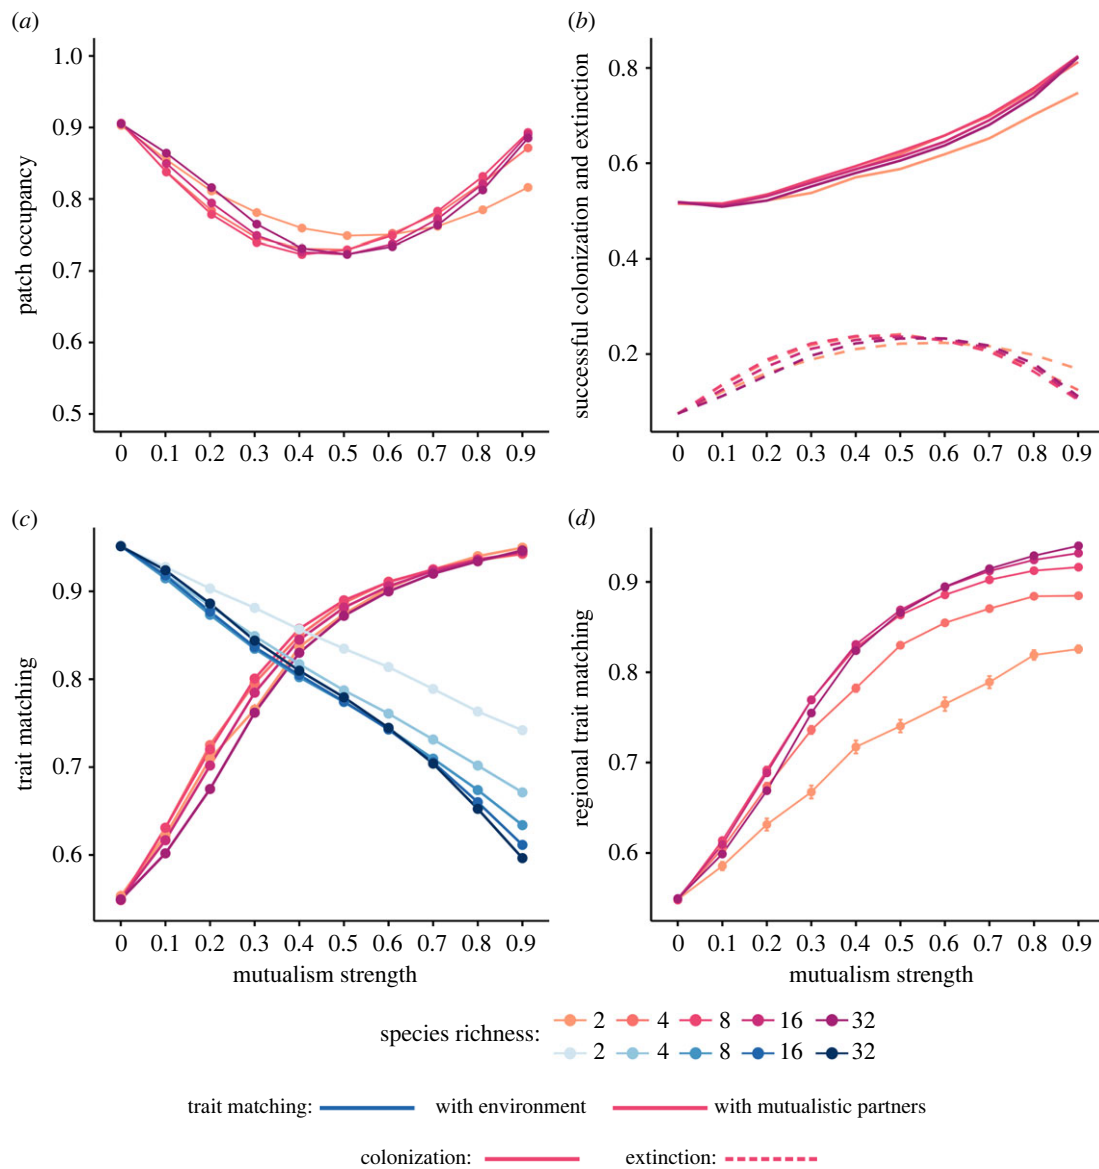 (a)
(b)
1.0
0.9
0.8
0.7
0.6
0.5
patch occupancy
0 0.1 0.2 0.3 0.4 0.5 0.6 0.7 0.8 0.9
0.8
0.6
0.4
0.2
successful colonization and extinction
0 0.1 0.2 0.3 0.4 0.5 0.6 0.7 0.8 0.9
(c)
(d)
0.9
0.8
0.7
0.6
trait matching
0 0.1 0.2 0.3 0.4 0.5 0.6 0.7 0.8 0.9
mutualism strength
0.9
0.8
0.7
0.6
regional trait matching
0 0.1 0.2 0.3 0.4 0.5 0.6 0.7 0.8 0.9
mutualism strength
species richness:
2 4 8 16 32
2 4 8 16 32
trait matching: with environment with mutualistic partners
colonization: extinction: